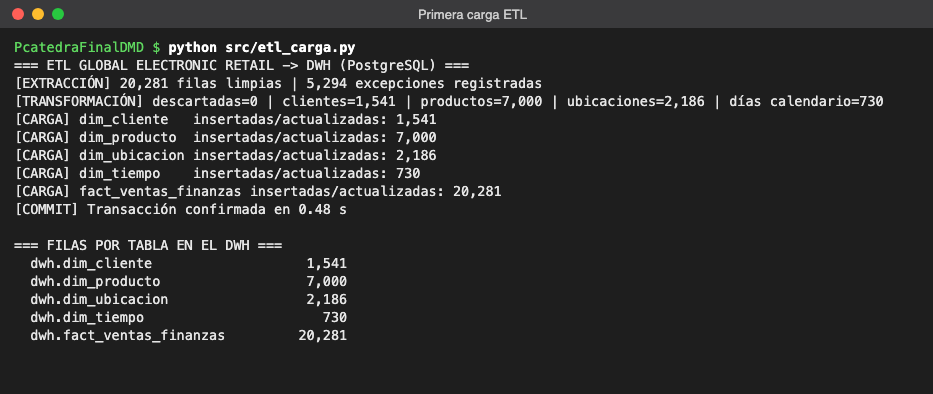 Primera carga ETL
PcatedraFinalDMD $ python src/etl_carga.py
=== ETL GLOBAL ELECTRONIC RETAIL -> DWH (PostgreSQL) ===
[EXTRACCIÓN] 20,281 filas limpias | 5,294 excepciones registradas
[TRANSFORMACIÓN] descartadas=0 | clientes=1,541 | productos=7,000 | ubicaciones=2,186 | días calendario=730
[CARGA] dim_cliente   insertadas/actualizadas: 1,541
[CARGA] dim_producto  insertadas/actualizadas: 7,000
[CARGA] dim_ubicacion insertadas/actualizadas: 2,186
[CARGA] dim_tiempo    insertadas/actualizadas: 730
[CARGA] fact_ventas_finanzas insertadas/actualizadas: 20,281
[COMMIT] Transacción confirmada en 0.48 s
=== FILAS POR TABLA EN EL DWH ===
dwh.dim_cliente 1,541
dwh.dim_producto 7,000
dwh.dim_ubicacion 2,186
dwh.dim_tiempo 730
dwh.fact_ventas_finanzas 20,281